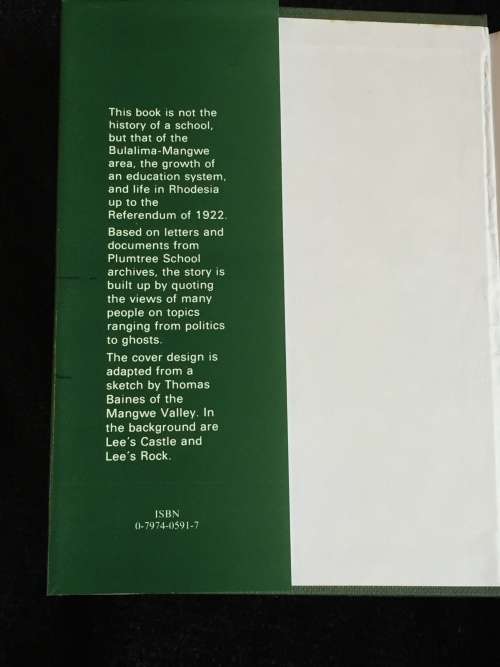 This book is not the
history of a school,
but that of the
Bulalima-Mangwe
area, the growth of
an education system,
and life in Rhodesia
up to the
Referendum of 1922.
Based on letters and
documents from
Plumtree School
archives, the story is
built up by quoting
the views of many
people on topics
ranging from politics
to ghosts.
The cover design is
adapted from a
sketch by Thomas
Baines of the
Mangwe Valley. In
the background are
Lee's Castle and
Lee's Rock.
ISBN
0-7974-0591-7